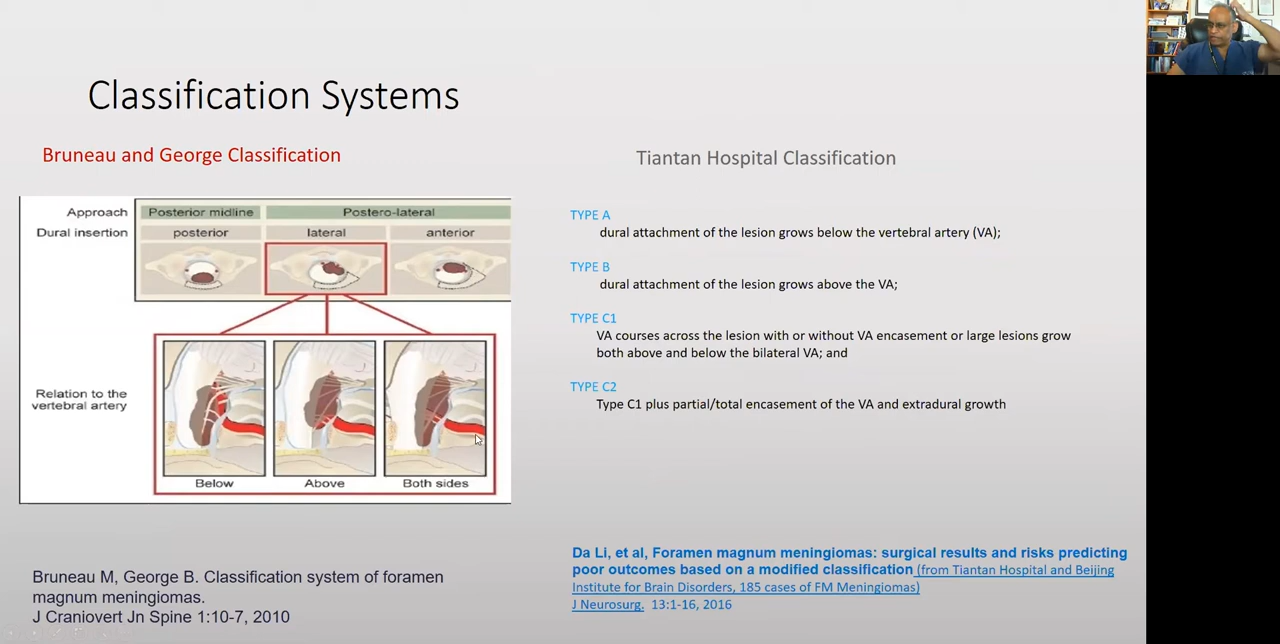 Classification Systems
Bruneau and George Classification
Approach
Posterior midline
Postero-lateral
Dural insertion
posterior
lateral
anterior
Relation to the
vertebral artery
Below
Above
Both sides
Bruneau M, George B. Classification system of foramen
magnum meningiomas.
J Craniovert Jn Spine 1:10-7, 2010
Tiantan Hospital Classification
TYPE A
dural attachment of the lesion grows below the vertebral artery (VA);
TYPE B
dural attachment of the lesion grows above the VA;
TYPE C1
VA courses across the lesion with or without VA encasement or large lesions grow
both above and below the bilateral VA; and
TYPE C2
Type C1 plus partial/total encasement of the VA and extradural growth
Da Li, et al, Foramen magnum meningiomas: surgical results and risks predicting
poor outcomes based on a modified classification (from Tiantan Hospital and Beijing
Institute for Brain Disorders, 185 cases of FM Meningiomas)
J Neurosurg. 13:1-16, 2016